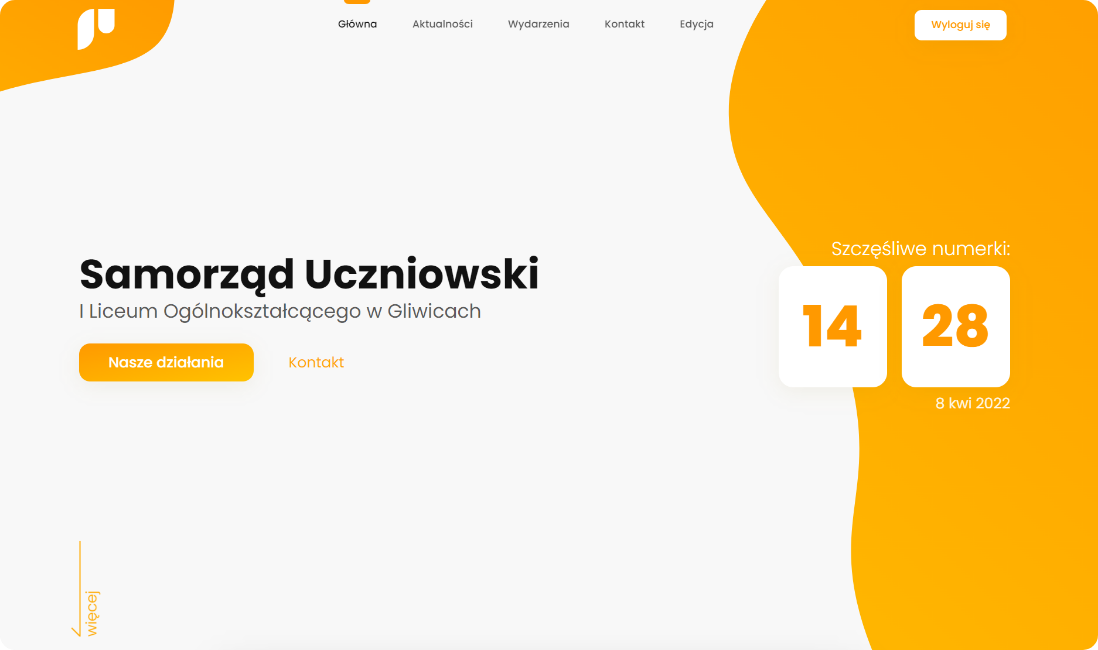 Główna Aktualności Wydarzenia Kontakt Edycja Wyloguj się
Samorząd Uczniowski
I Liceum Ogólnokształcącego w Gliwicach
Nasze działania Kontakt
Szczęśliwe numerki:
14 28
8 kwi 2022
więcej